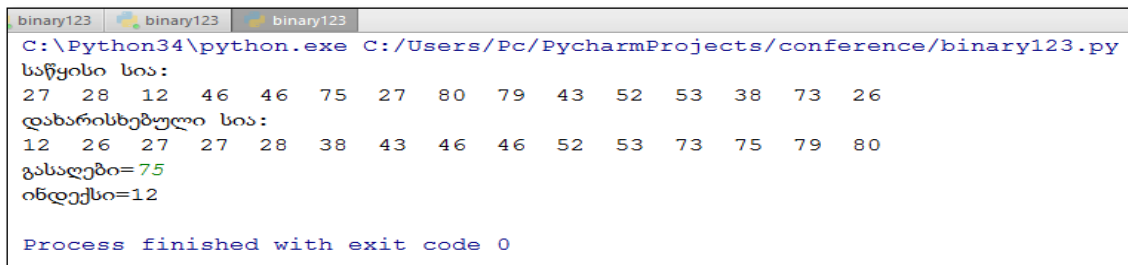 binary123 binary123 binary123
C:\Python34\python.exe C:/Users/Pc/PycharmProjects/conference/binary123.py
საწყისი სია:
27 28 12 46 46 75 27 80 79 43 52 53 38 73 26
დახარისხებული სია:
12 26 27 27 28 38 43 46 46 52 53 73 75 79 80
გასაღები=75
ინდექსი=12
Process finished with exit code 0